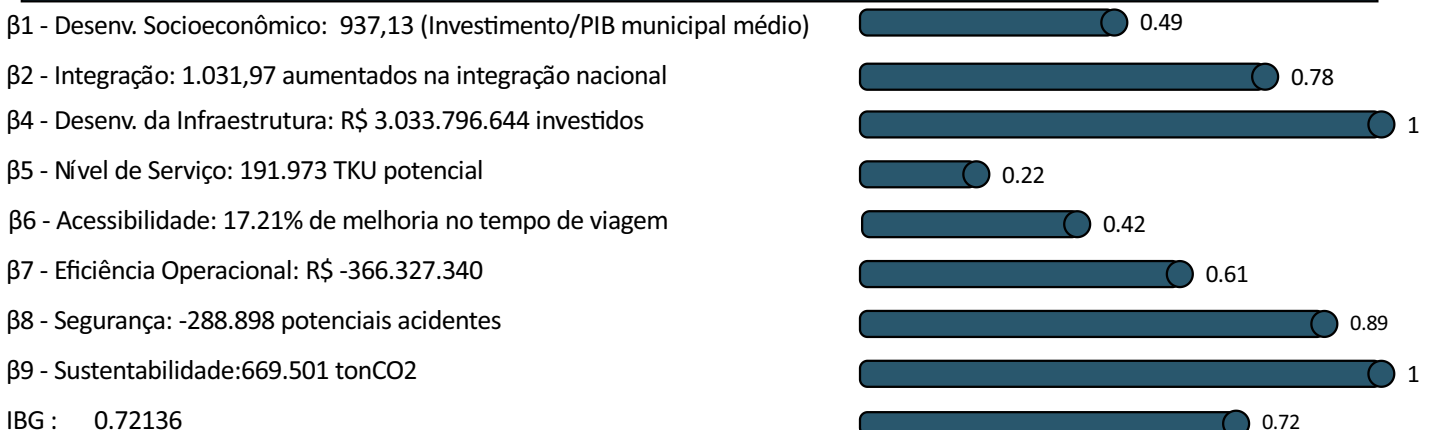 β1 - Desenv. Socioeconômico: 937,13 (Investimento/PIB municipal médio) 0.49
β2 - Integração: 1.031,97 aumentados na integração nacional 0.78
β4 - Desenv. da Infraestrutura: R$ 3.033.796.644 investidos 1
β5 - Nível de Serviço: 191.973 TKU potencial 0.22
β6 - Acessibilidade: 17.21% de melhoria no tempo de viagem 0.42
β7 - Eficiência Operacional: R$ -366.327.340 0.61
β8 - Segurança: -288.898 potenciais acidentes 0.89
β9 - Sustentabilidade:669.501 tonCO2 1
IBG : 0.72136 0.72